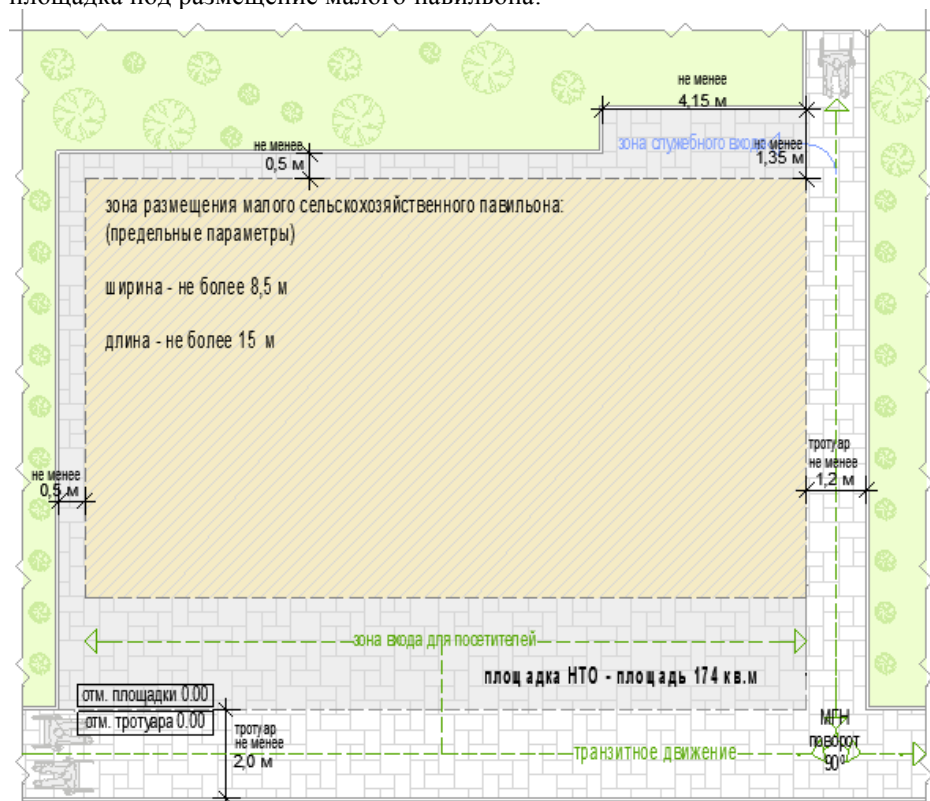 площадка под размещение малого павильона:
не менее
4,15 м
зона служебного входа
не менее
1,35 м
не менее
0,5 м
зона размещения малого сельскохозяйственного павильона:
(предельные параметры)
ширина - не более 8,5 м
длина - не более 15 м
тротуар
не менее
1,2 м
не менее
0,5 м
зона входа для посетителей
площадка НТО - площадь 174 кв.м
отм. площадки 0.00
отм. тротуара 0.00
тротуар
не менее
2,0 м
транзитное движение
МГН
поворот
90°